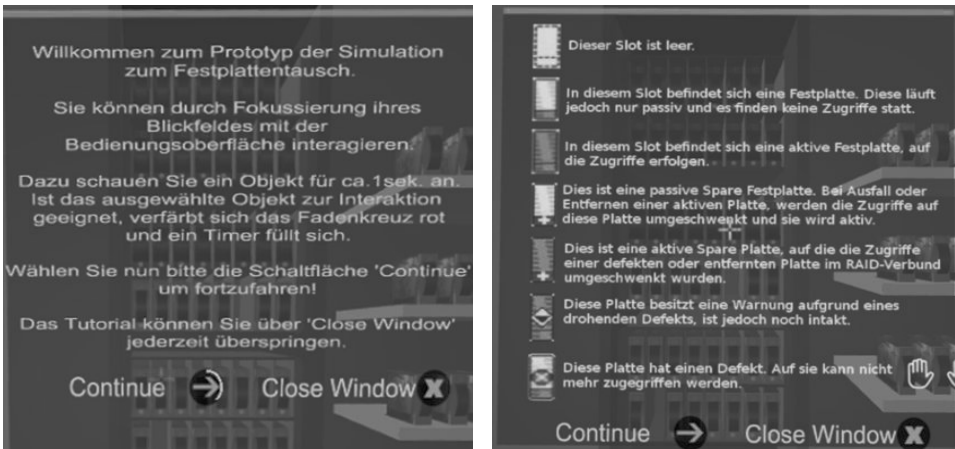 Willkommen zum Prototyp der Simulation
zum Festplattentausch.
Sie können durch Fokussierung ihres
Blickfeldes mit der
Bedienungsoberfläche interagieren.
Dazu schauen Sie ein Objekt für ca.1sek. an.
Ist das ausgewählte Objekt zur Interaktion
geeignet, verfärbt sich das Fadenkreuz rot
und ein Timer füllt sich.
Wählen Sie nun bitte die Schaltfläche 'Continue'
um fortzufahren!
Das Tutorial können Sie über 'Close Window'
jederzeit überspringen.
Continue Close Window X
Dieser Slot ist leer.
In diesem Slot befindet sich eine Festplatte. Diese läuft
jedoch nur passiv und es finden keine Zugriffe statt.
In diesem Slot befindet sich eine aktive Festplatte, auf
die Zugriffe erfolgen.
Dies ist eine passive Spare Festplatte. Bei Ausfall oder
Entfernen einer aktiven Platte, werden die Zugriffe auf
diese Platte umgeschwenkt und sie wird aktiv.
Dies ist eine aktive Spare Platte, auf die die Zugriffe
einer defekten oder entfernten Platte im RAID-Verbund
umgeschwenkt wurden.
Diese Platte besitzt eine Warnung aufgrund eines
drohenden Defekts, ist jedoch noch intakt.
Diese Platte hat einen Defekt. Auf sie kann nicht
mehr zugegriffen werden.
Continue Close Window X